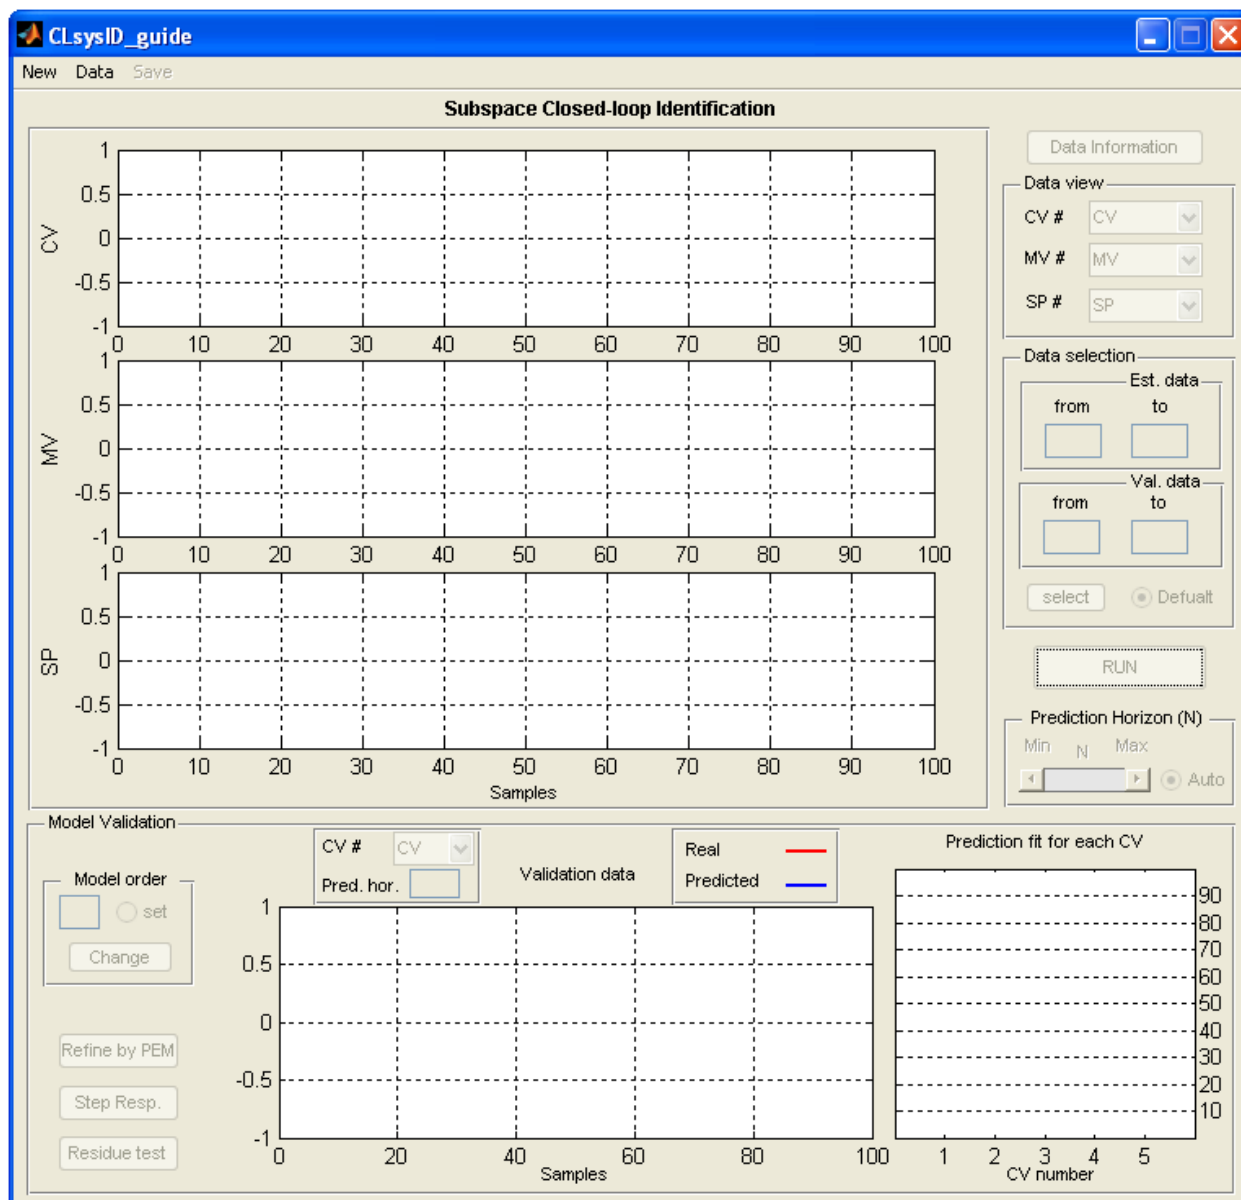 CLsysID_guide
New Data Save
Subspace Closed-loop Identification
CV
1
0.5
0
-0.5
-1
0 10 20 30 40 50 60 70 80 90 100
MV
1
0.5
0
-0.5
-1
0 10 20 30 40 50 60 70 80 90 100
SP
1
0.5
0
-0.5
-1
0 10 20 30 40 50 60 70 80 90 100
Samples
Data Information
Data view
CV # CV
MV # MV
SP # SP
Data selection
Est. data
from to
Val. data
from to
select Defualt
RUN
Prediction Horizon (N)
Min N Max
Auto
Model Validation
Model order
set
Change
Refine by PEM
Step Resp.
Residue test
CV # CV
Pred. hor.
Validation data
Real
Predicted
1
0.5
0
-0.5
-1
0 20 40 60 80 100
Samples
Prediction fit for each CV
90
80
70
60
50
40
30
20
10
1 2 3 4 5
CV number